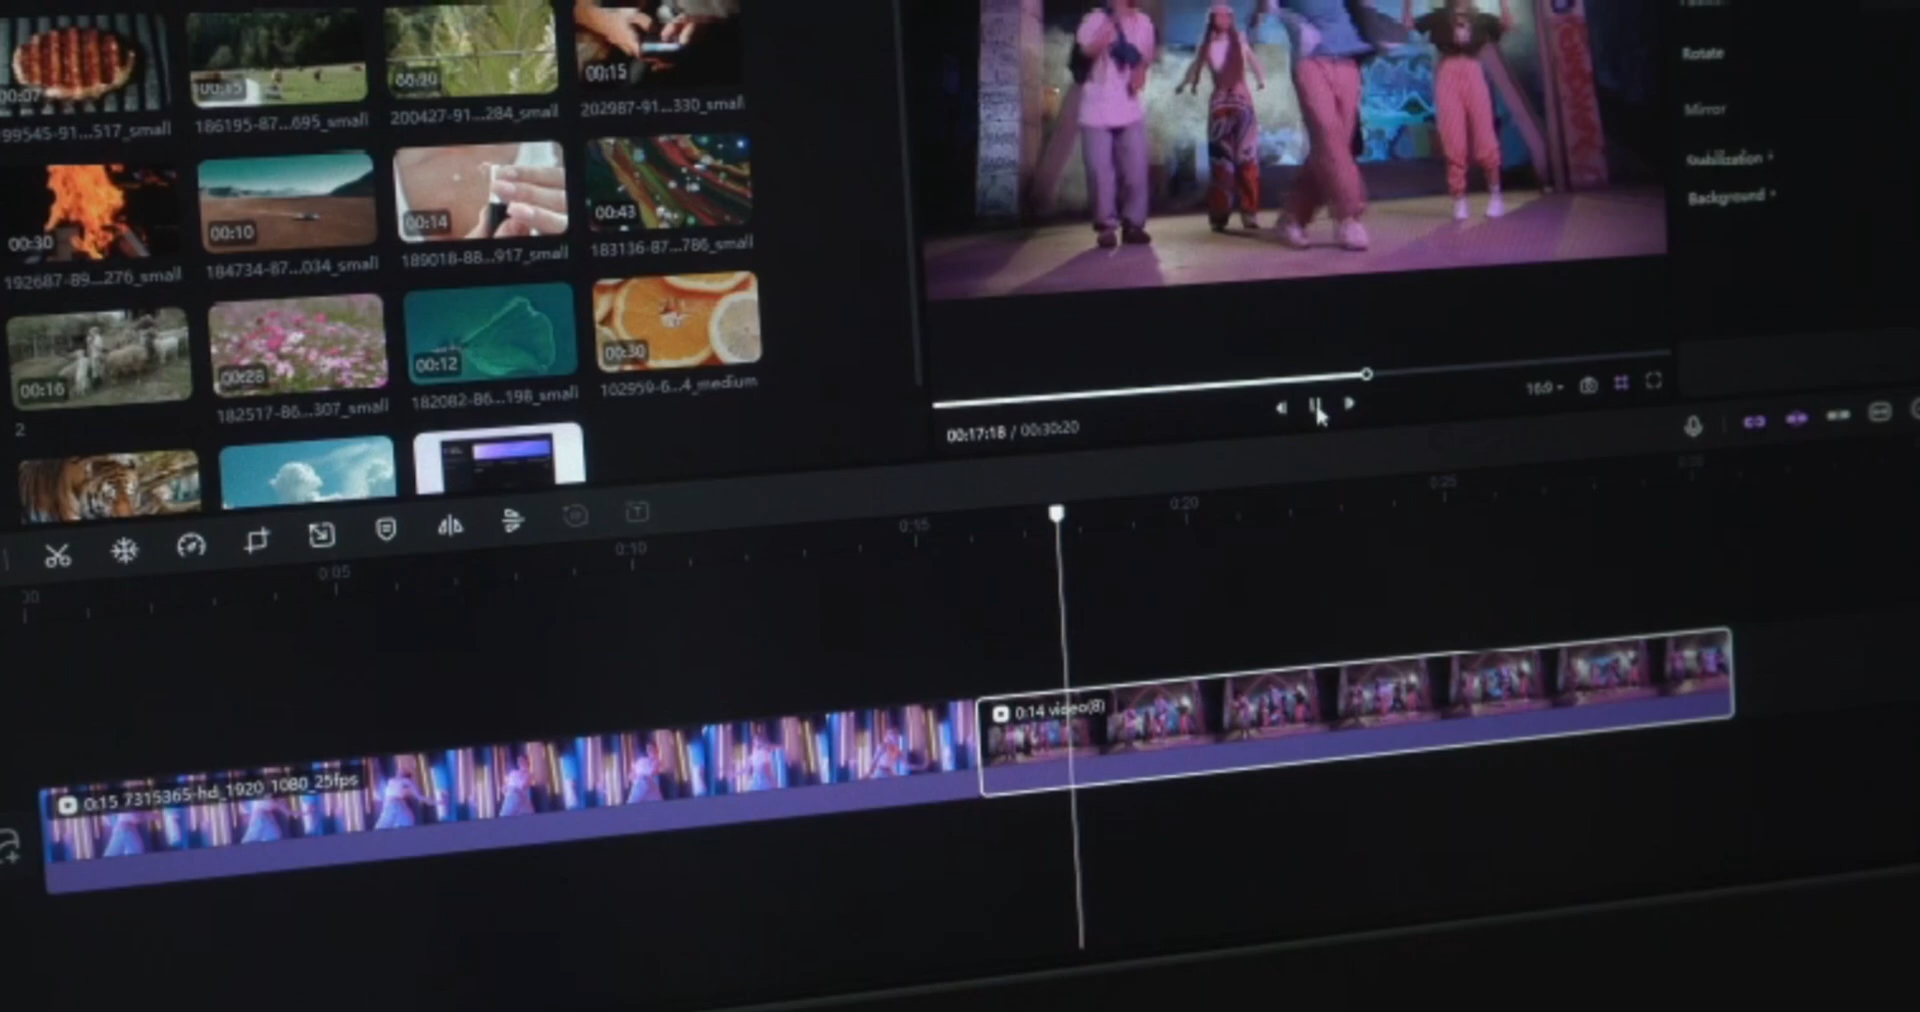 00:07
00:15
00:30
00:15
99545-91...517_small
186195-87...695_small
200427-91...284_small
202987-91...330_small
00:30
00:10
00:14
00:43
192687-89...276_small
184734-87...034_small
189018-88...917_small
183136-87...786_small
00:16
00:28
00:12
00:30
2
182517-86...307_small
182082-86...198_small
102959-6...4_medium
Rotate
Mirror
Stabilization
Background
00:17:18 / 00:30:20
16:9
00
0:05
0:10
0:15
0:20
0:25
0:15 7315365-hd_1920_1080_25fps
0:14 video(8)